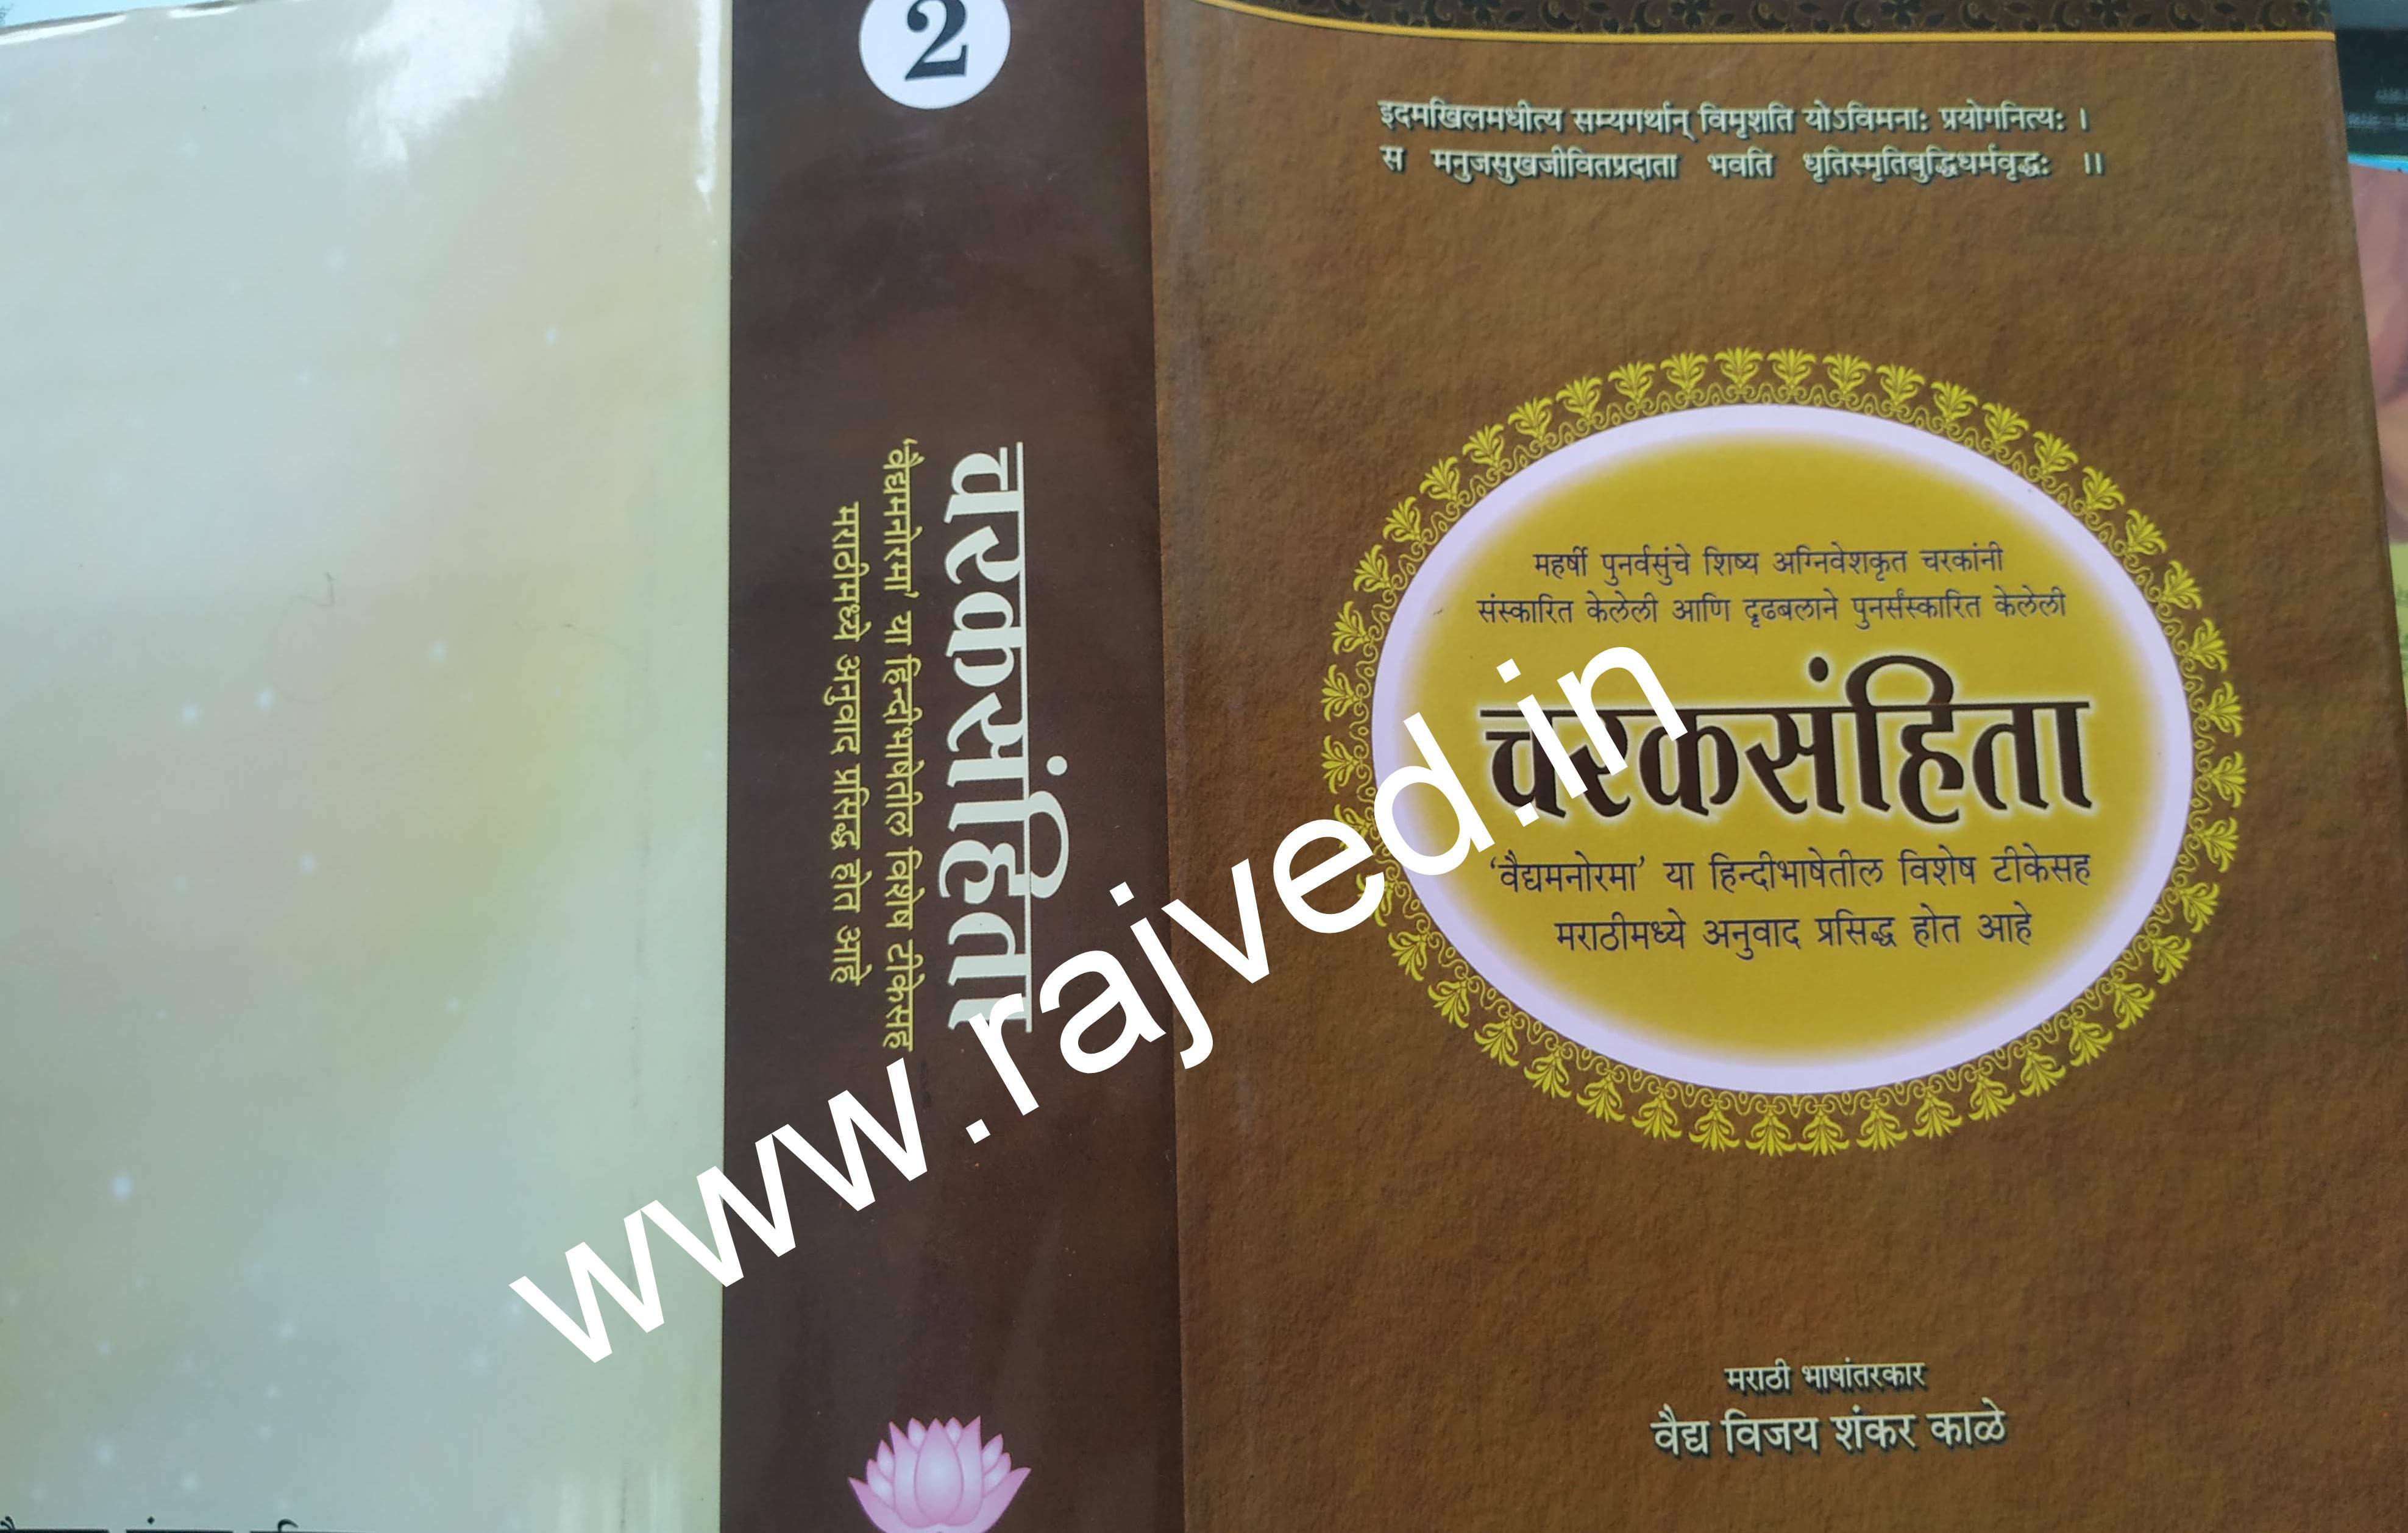 2
चरकसंहिता
'वैद्यमनोरमा' या हिन्दीभाषेतील विशेष टीकेसह
मराठीमध्ये अनुवाद प्रसिद्ध होत आहे
इदमखिलमधीत्य सम्यगर्थान् विमृशति योऽविमनाः प्रयोगनित्यः ।
स मनुजसुखजीवितप्रदाता भवति धृतिस्मृतिबुद्धिधर्मवृद्धः ॥
महर्षी पुनर्वसुंचे शिष्य अग्निवेशकृत चरकांनी
संस्कारित केलेली आणि दृढबलाने पुनर्संस्कारित केलेली
चरकसंहिता
'वैद्यमनोरमा' या हिन्दीभाषेतील विशेष टीकेसह
मराठीमध्ये अनुवाद प्रसिद्ध होत आहे
मराठी भाषांतरकार
वैद्य विजय शंकर काळे
www.rajved.in